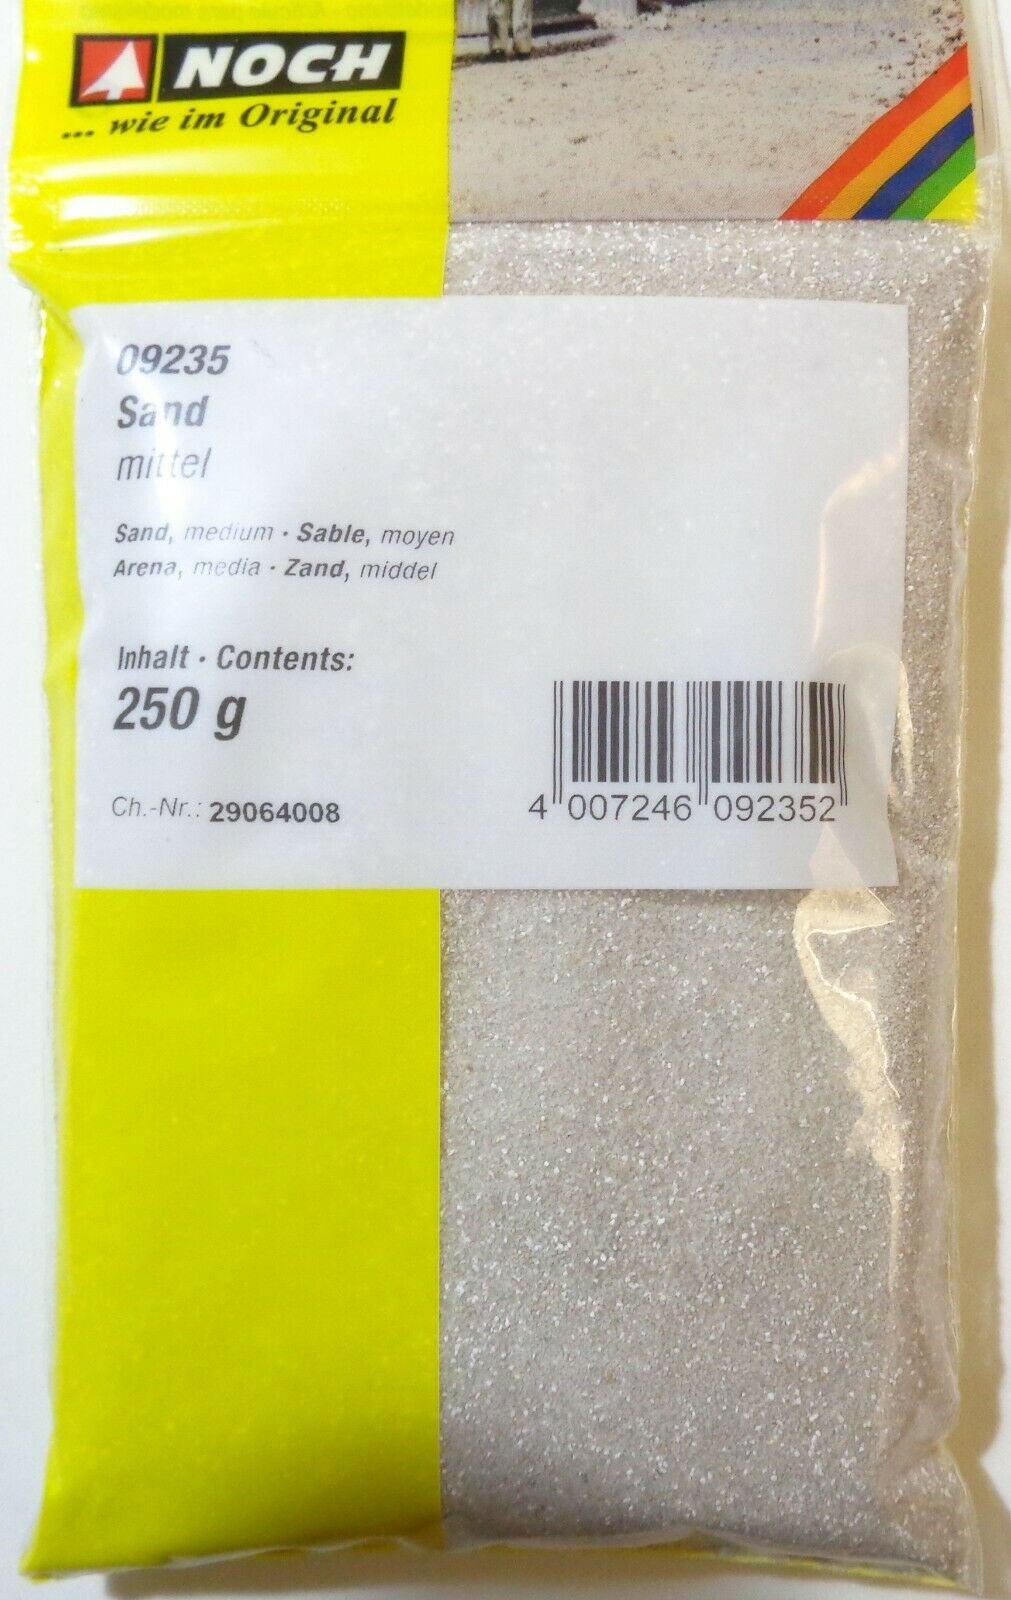 NOCH
... wie im Original
09235
Sand
mittel
Sand, medium · Sable, moyen
Arena, media · Zand, middel
Inhalt · Contents:
250 g
Ch.-Nr.: 29064008
4 007246 092352